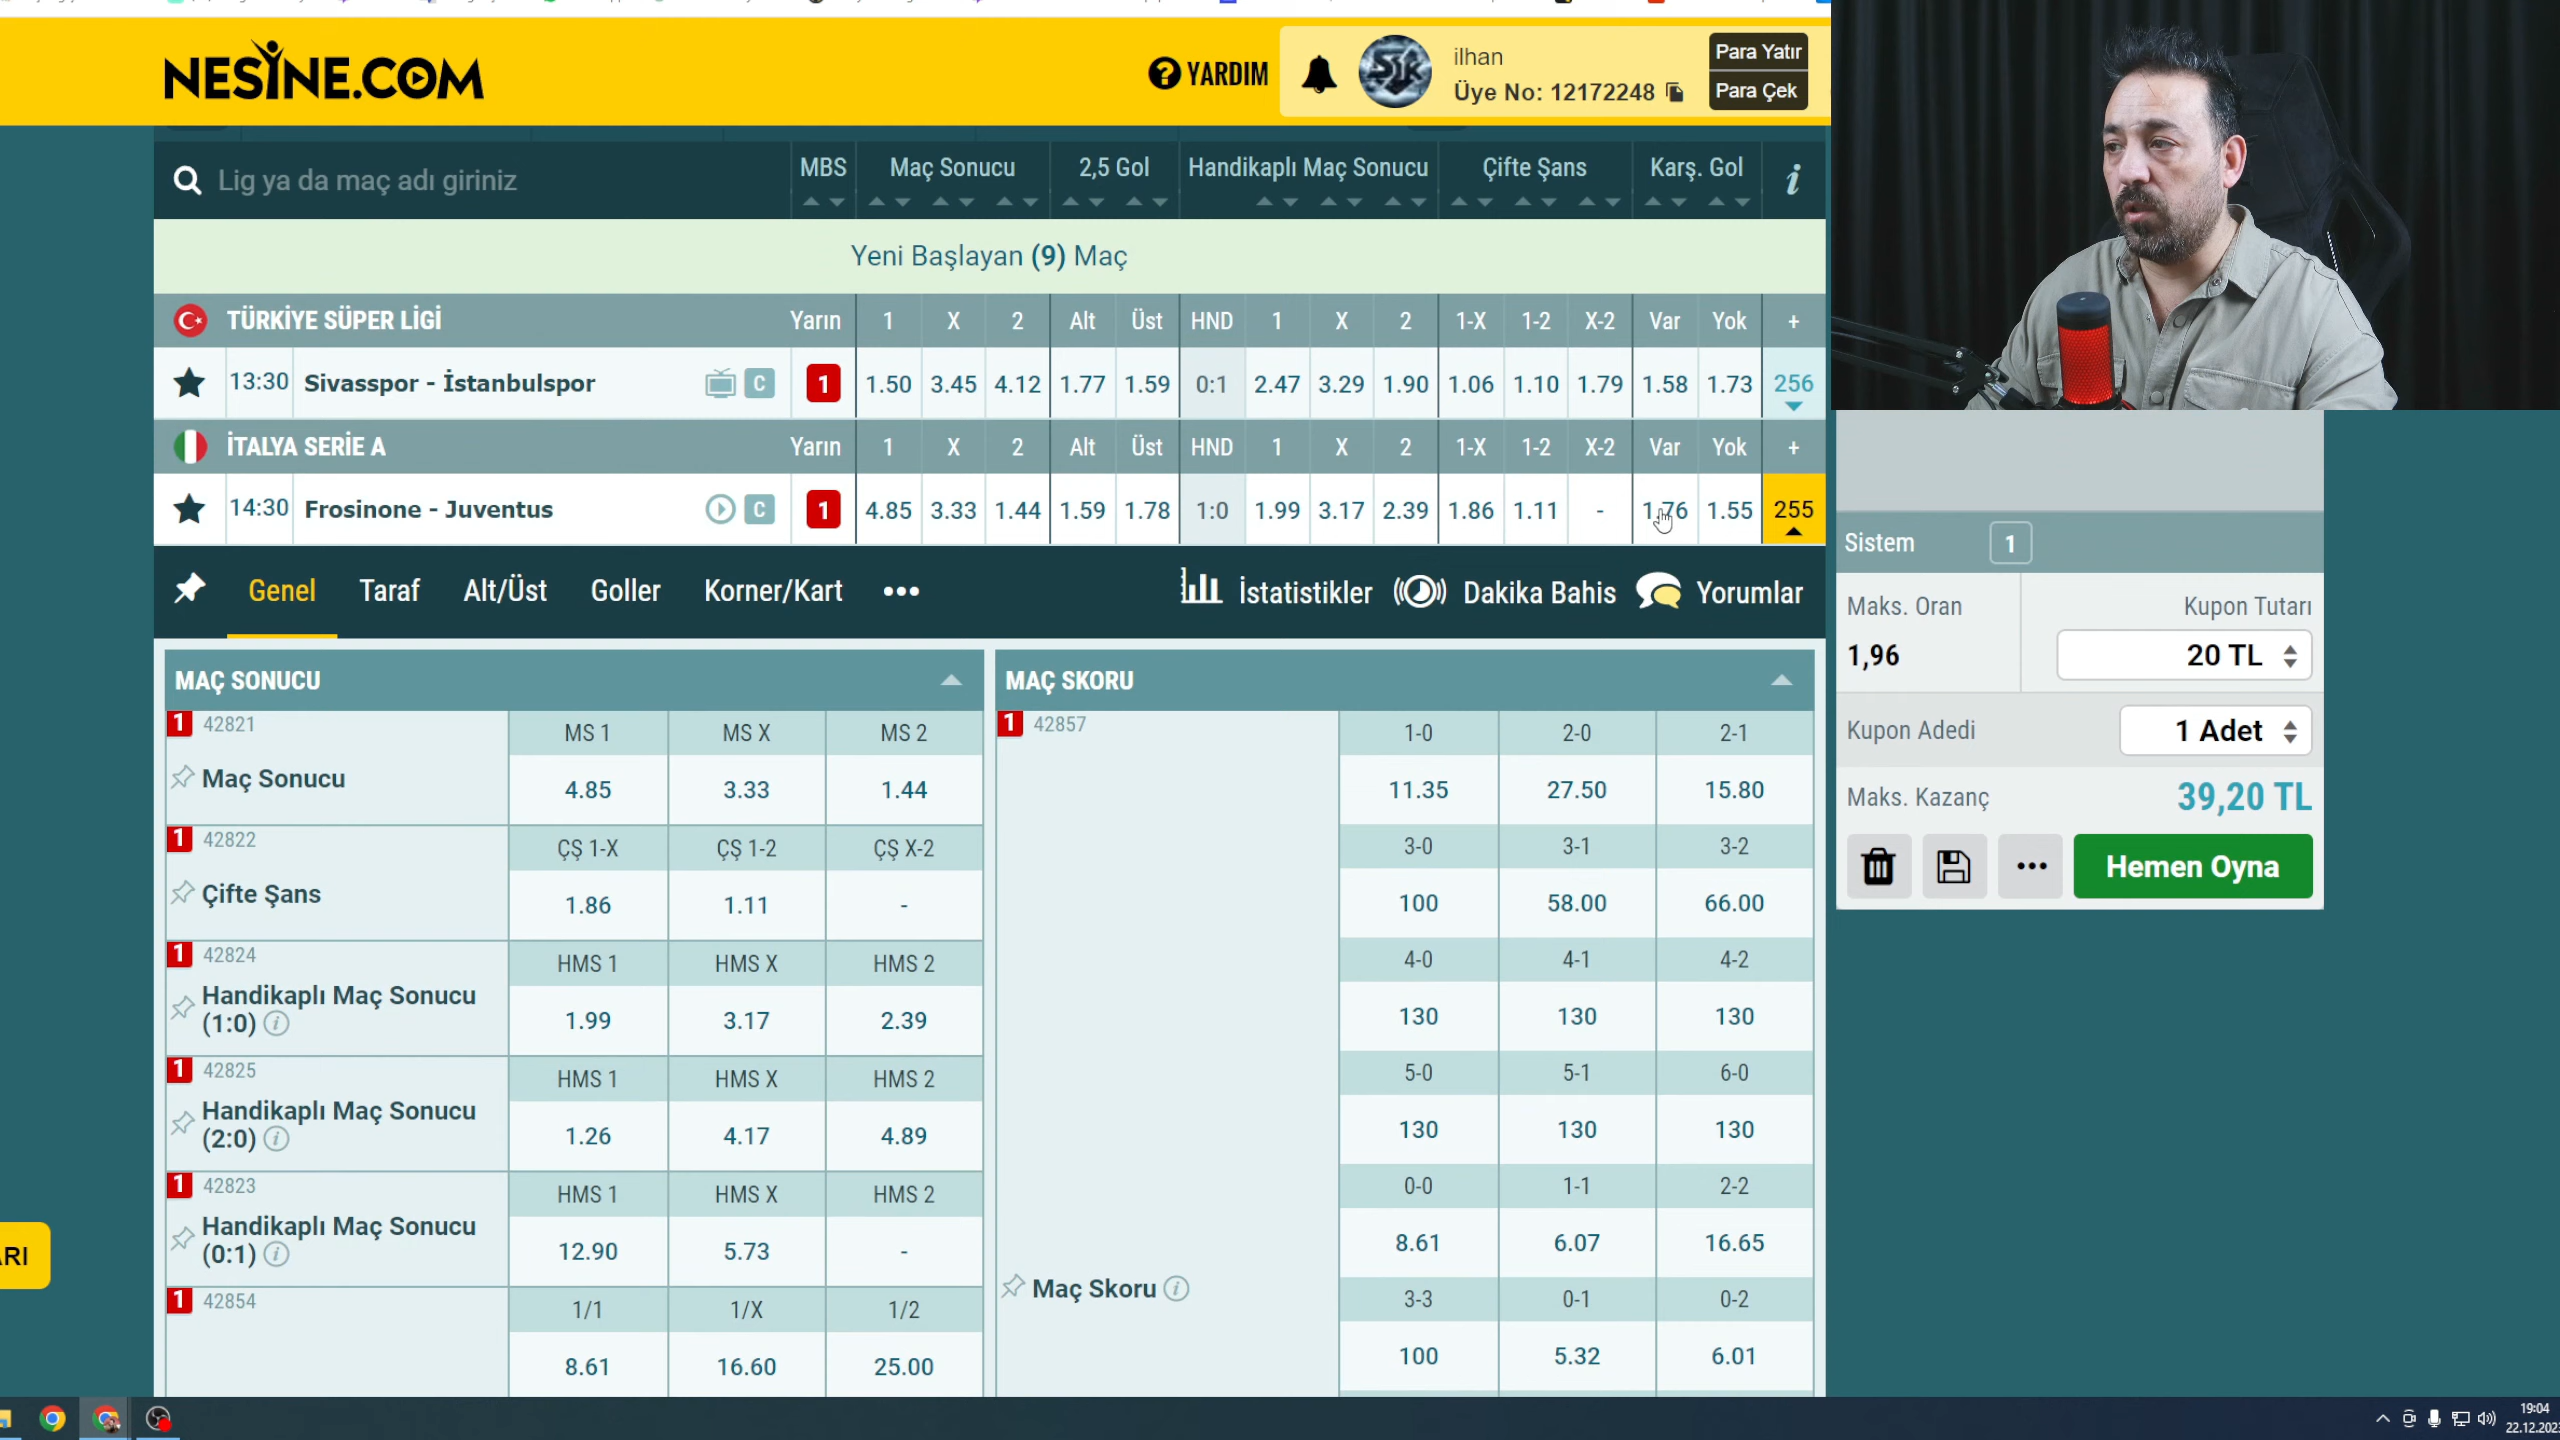 NESİNE.COM
YARDIM
ilhan
Üye No: 12172248
Para Yatır
Para Çek
Lig ya da maç adı giriniz
MBS
Maç Sonucu
2,5 Gol
Handikaplı Maç Sonucu
Çifte Şans
Karş. Gol
i
Yeni Başlayan (9) Maç
TÜRKİYE SÜPER LİGİ Yarın 1 X 2 Alt Üst HND 1 X 2 1-X 1-2 X-2 Var Yok +
13:30 Sivasspor - İstanbulspor C 1 1.50 3.45 4.12 1.77 1.59 0:1 2.47 3.29 1.90 1.06 1.10 1.79 1.58 1.73 256
İTALYA SERİE A Yarın 1 X 2 Alt Üst HND 1 X 2 1-X 1-2 X-2 Var Yok +
14:30 Frosinone - Juventus C 1 4.85 3.33 1.44 1.59 1.78 1:0 1.99 3.17 2.39 1.86 1.11 - 1.76 1.55 255
Genel Taraf Alt/Üst Goller Korner/Kart ••• İstatistikler Dakika Bahis Yorumlar
MAÇ SONUCU
1 42821 MS 1 MS X MS 2
Maç Sonucu 4.85 3.33 1.44
1 42822 ÇŞ 1-X ÇŞ 1-2 ÇŞ X-2
Çifte Şans 1.86 1.11 -
1 42824 HMS 1 HMS X HMS 2
Handikaplı Maç Sonucu
(1:0) 1.99 3.17 2.39
1 42825 HMS 1 HMS X HMS 2
Handikaplı Maç Sonucu
(2:0) 1.26 4.17 4.89
1 42823 HMS 1 HMS X HMS 2
Handikaplı Maç Sonucu
(0:1) 12.90 5.73 -
1 42854 1/1 1/X 1/2
8.61 16.60 25.00
MAÇ SKORU
1 42857 1-0 2-0 2-1
11.35 27.50 15.80
3-0 3-1 3-2
100 58.00 66.00
4-0 4-1 4-2
130 130 130
5-0 5-1 6-0
130 130 130
0-0 1-1 2-2
8.61 6.07 16.65
Maç Skoru
3-3 0-1 0-2
100 5.32 6.01
Sistem 1
Maks. Oran Kupon Tutarı
1,96 20 TL
Kupon Adedi 1 Adet
Maks. Kazanç 39,20 TL
••• Hemen Oyna
ARI
19:04
22.12.202